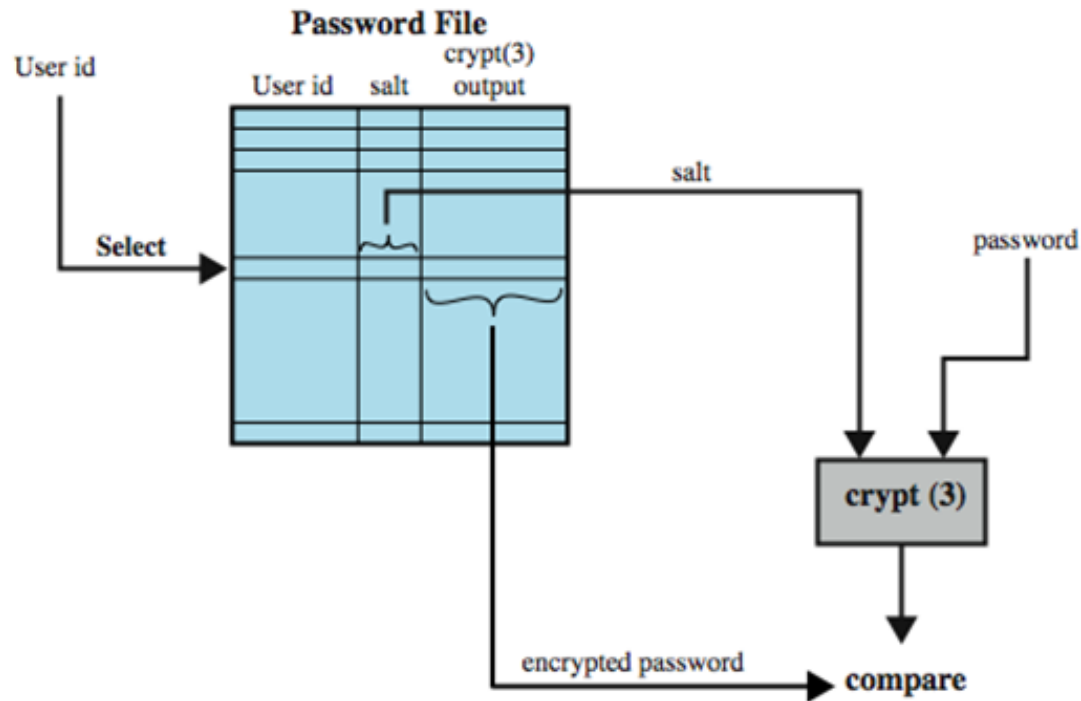 Password File
User id
User id
salt
crypt(3)
output
salt
password
Select
crypt (3)
encrypted password
compare